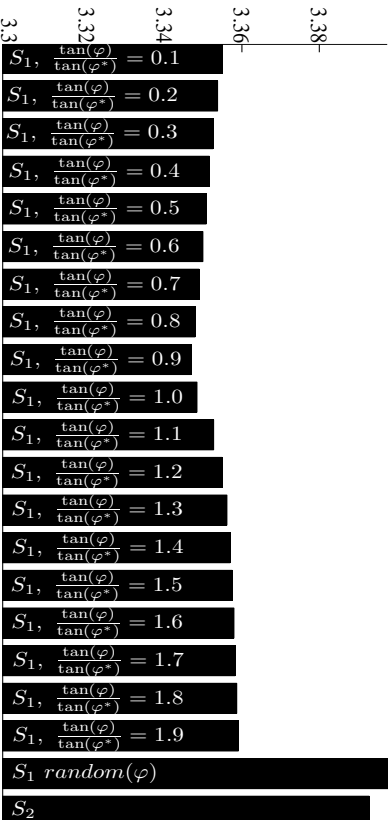 3.3 3.32 3.34 3.36 3.38
S₁, tan(φ)/tan(φ*) = 0.1
S₁, tan(φ)/tan(φ*) = 0.2
S₁, tan(φ)/tan(φ*) = 0.3
S₁, tan(φ)/tan(φ*) = 0.4
S₁, tan(φ)/tan(φ*) = 0.5
S₁, tan(φ)/tan(φ*) = 0.6
S₁, tan(φ)/tan(φ*) = 0.7
S₁, tan(φ)/tan(φ*) = 0.8
S₁, tan(φ)/tan(φ*) = 0.9
S₁, tan(φ)/tan(φ*) = 1.0
S₁, tan(φ)/tan(φ*) = 1.1
S₁, tan(φ)/tan(φ*) = 1.2
S₁, tan(φ)/tan(φ*) = 1.3
S₁, tan(φ)/tan(φ*) = 1.4
S₁, tan(φ)/tan(φ*) = 1.5
S₁, tan(φ)/tan(φ*) = 1.6
S₁, tan(φ)/tan(φ*) = 1.7
S₁, tan(φ)/tan(φ*) = 1.8
S₁, tan(φ)/tan(φ*) = 1.9
S₁ random(φ)
S₂